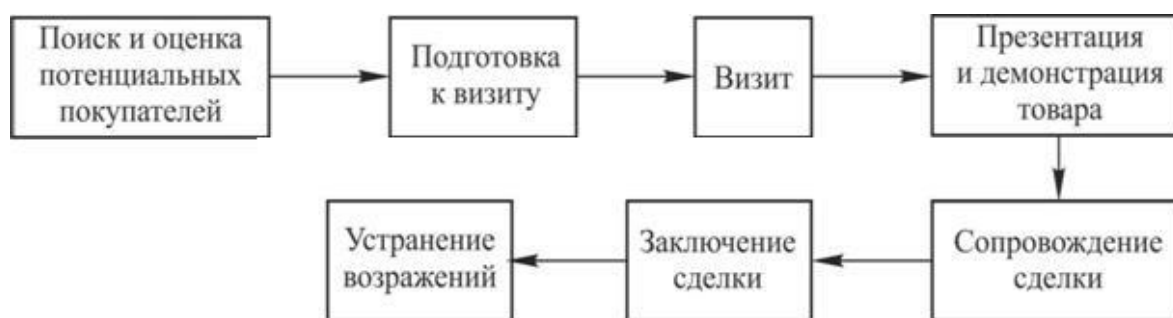 Поиск и оценка
потенциальных
покупателей
Подготовка
к визиту
Визит
Презентация
и демонстрация
товара
Сопровождение
сделки
Заключение
сделки
Устранение
возражений